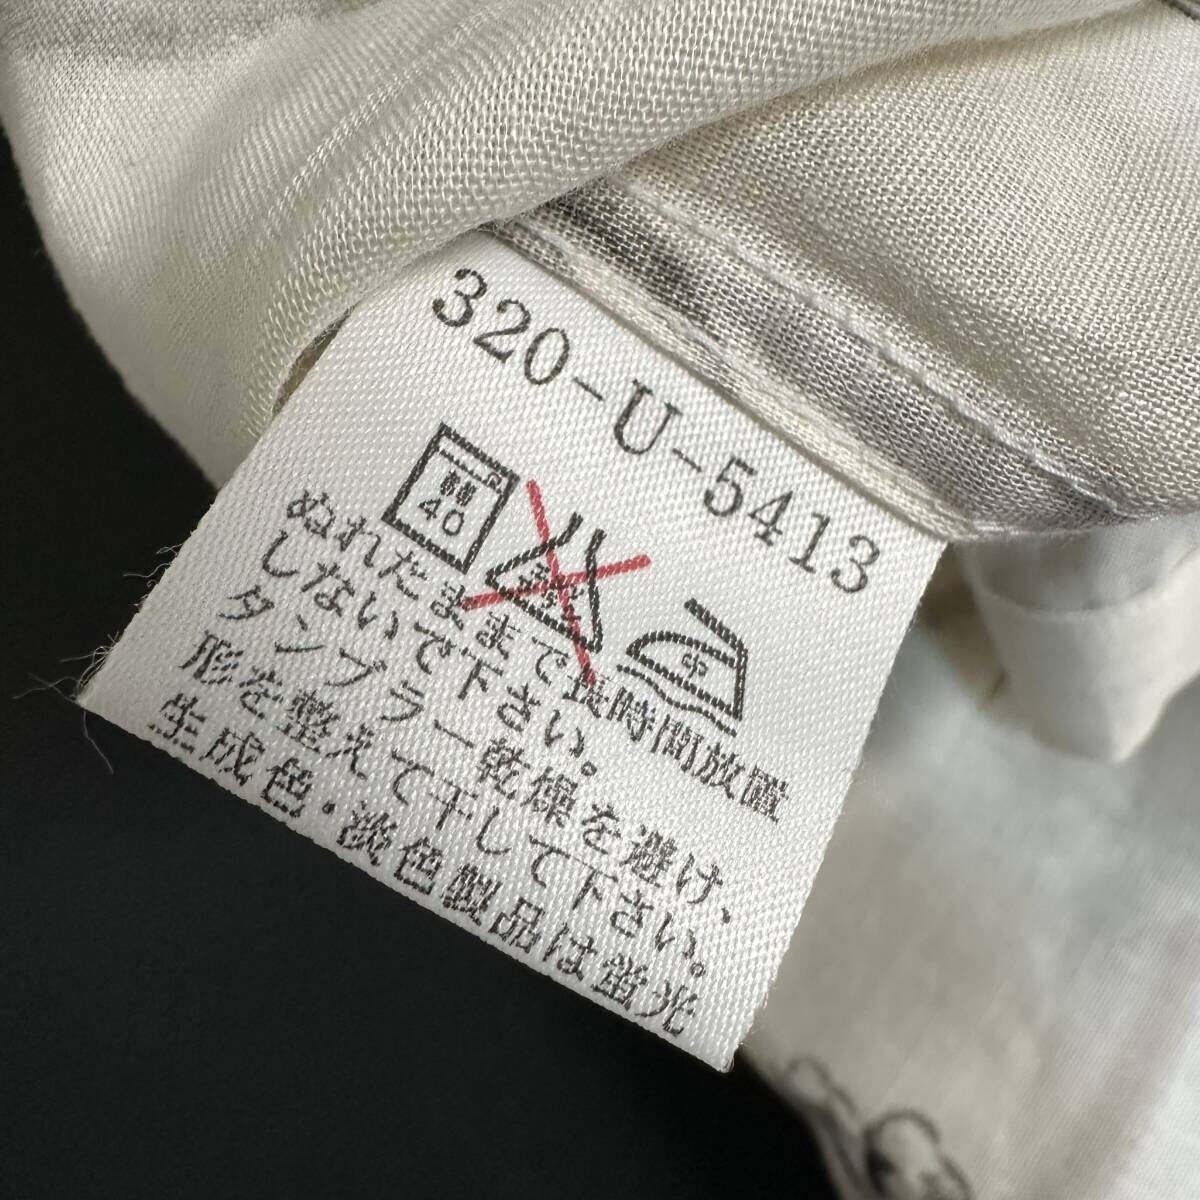 320-U-5413
40
中
ぬれたままで長時間放置
しないで下さい。
タンブラー乾燥を避け、
形を整えて干して下さい。
生成色・淡色製品は蛍光